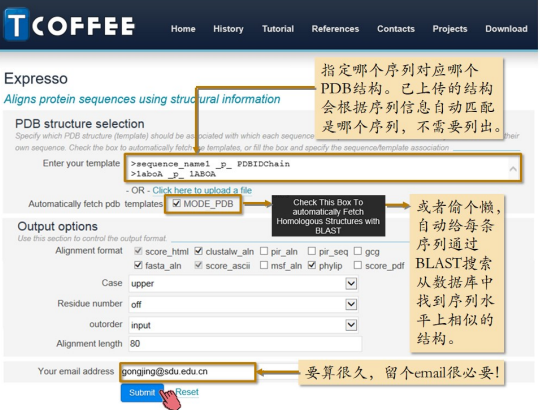 TCOFFEE
Home History Tutorial References Contacts Projects Download
Expresso
Aligns protein sequences using structural information
指定哪个序列对应哪个
PDB结构。已上传的结构
会根据序列信息自动匹配
是哪个序列，不需要列出。
PDB structure selection
Specify which PDB structure (template) should be associated with which each sequence their
own sequence. Check the box to automatically fetch the templates, or fill the box and specify the sequence/template association
Enter your template
>sequence_name1 _p_ PDBIDChain
>1aboA _p_ 1ABOA
- OR - Click here to upload a file
Automatically fetch pdb templates MODE_PDB
Check This Box To
automatically Fetch
Homologous Structures with
BLAST
或者偷个懒，
自动给每条
序列通过
BLAST搜索
从数据库中
找到序列水
平上相似的
结构。
Output options
Use this section to control the output format.
Alignment format score_html clustalw_aln pir_aln pir_seq gcg
fasta_aln score_ascii msf_aln phylip score_pdf
Case upper
Residue number off
outorder input
Alignment length 80
Your email address gongjing@sdu.edu.cn
要算很久，留个email很必要!
Submit Reset